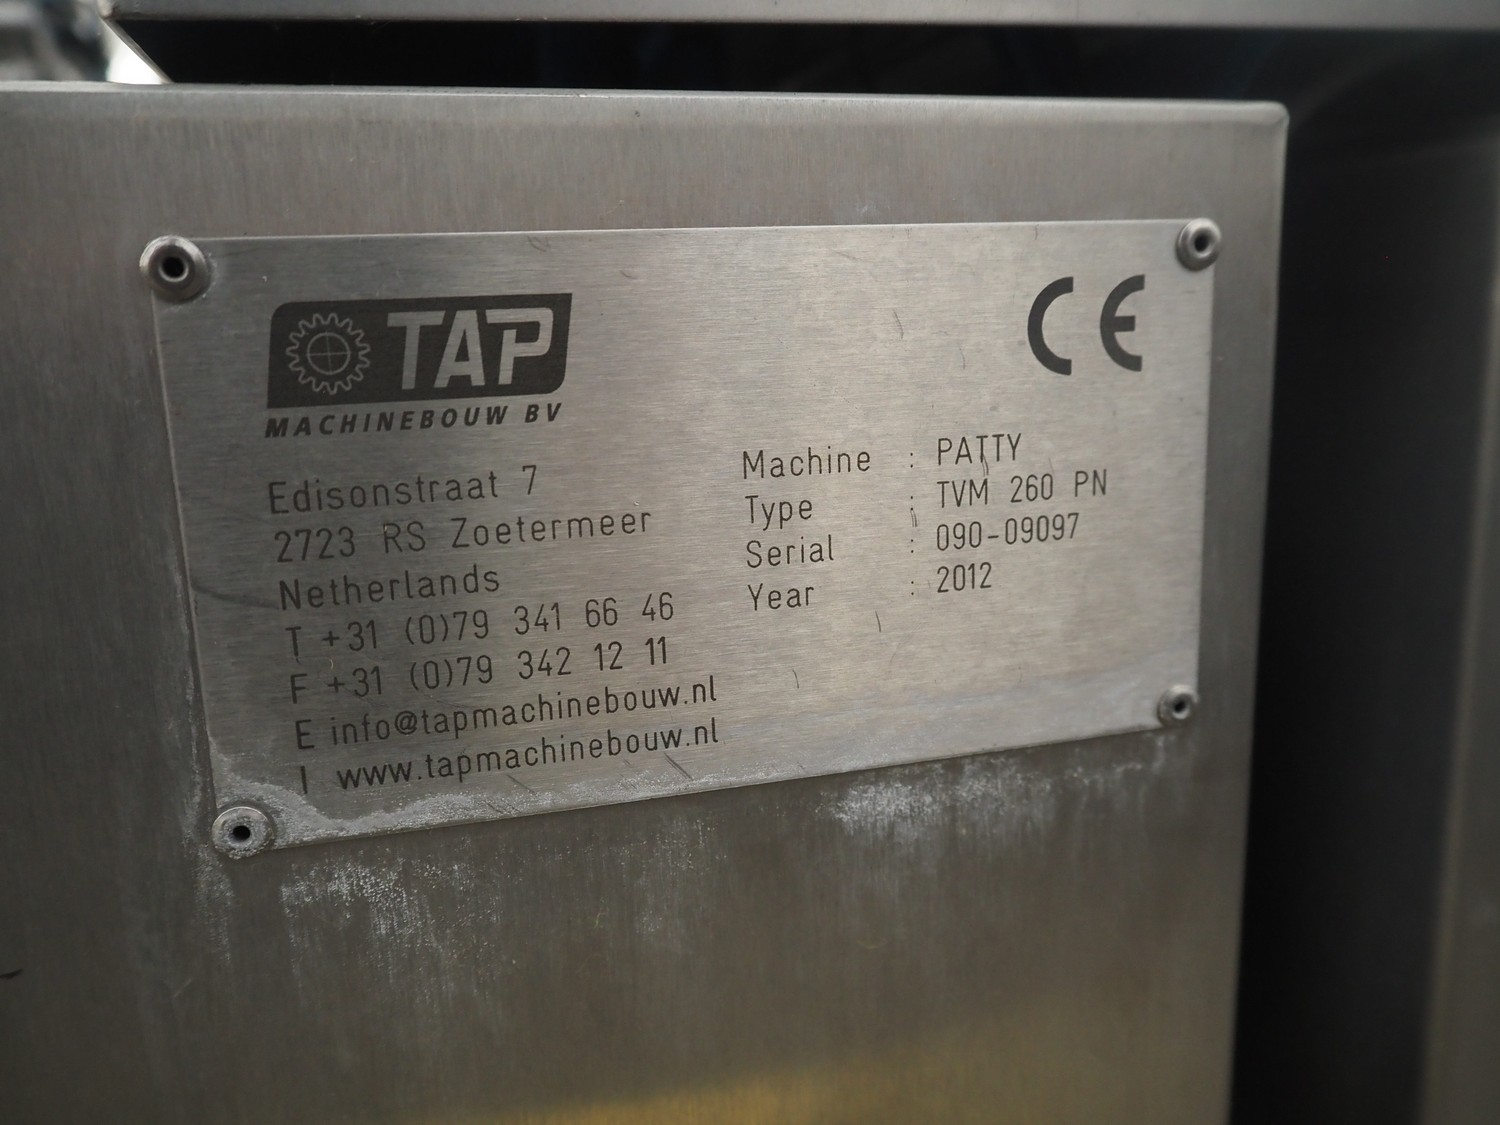 TAP
MACHINEBOUW BV
CE
Edisonstraat 7
2723 RS Zoetermeer
Netherlands
T +31 (0)79 341 66 46
F +31 (0)79 342 12 11
E info@tapmachinebouw.nl
I www.tapmachinebouw.nl
Machine : PATTY
Type : TVM 260 PN
Serial : 090-09097
Year : 2012